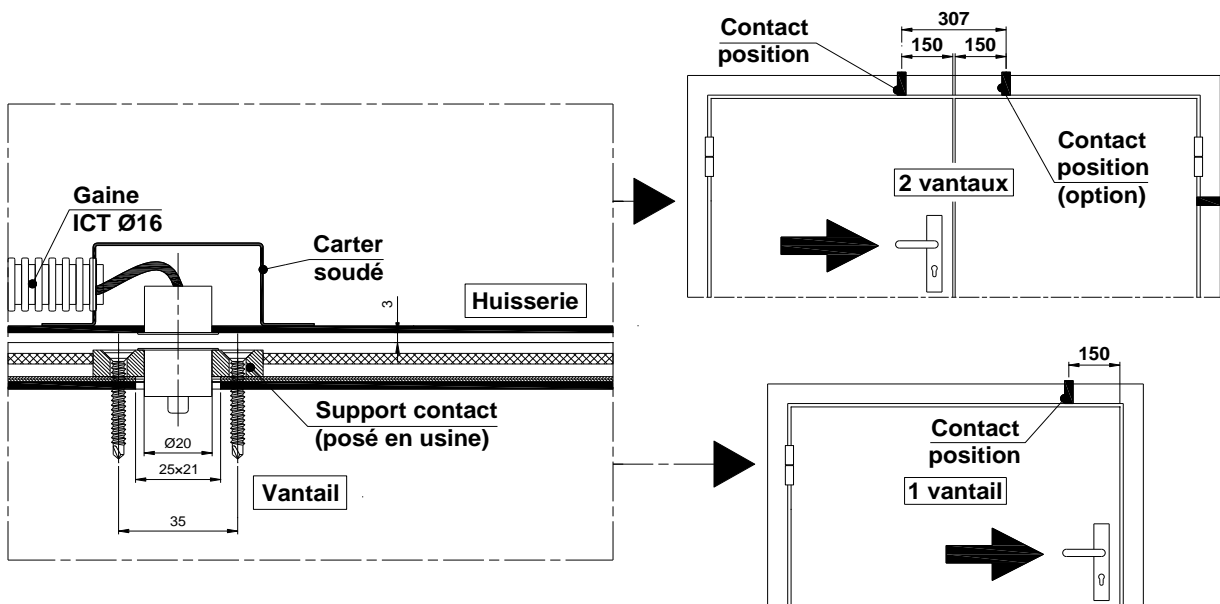 Gaine
ICT Ø16
Carter
soudé
Huisserie
3
Support contact
(posé en usine)
Ø20
25×21
35
Vantail
307
150
150
Contact
position
Contact
position
(option)
2 vantaux
150
Contact
position
1 vantail